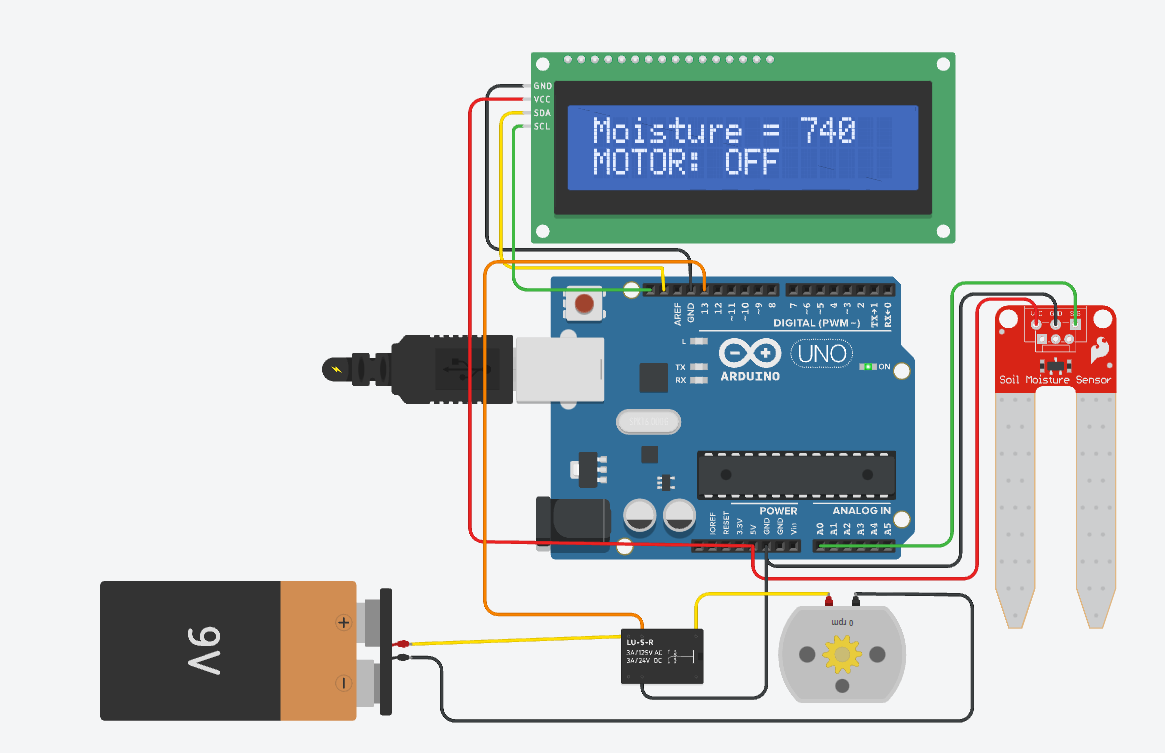 GND
VCC
SDA
SCL
Moisture = 740
MOTOR: OFF
AREF
GND
13
12
~11
~10
~9
8
7
~6
~5
4
~3
2
TX→1
RX←0
DIGITAL (PWM~)
L
TX
RX
ARDUINO
UNO
ON
POWER
ANALOG IN
IOREF
RESET
3.3V
5V
GND
GND
Vin
A0
A1
A2
A3
A4
A5
Soil Moisture Sensor
9V
+
−
LU-5-R
3A/125V AC
3A/24V DC
0 rpm